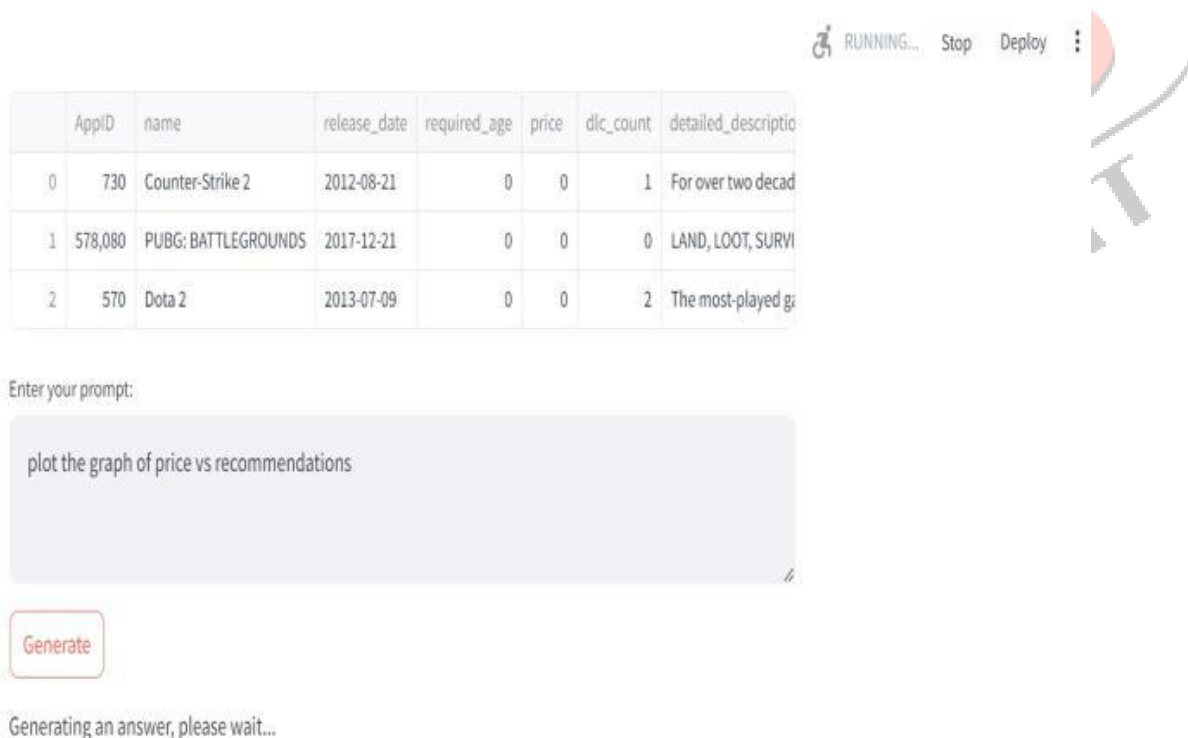 RUNNING... Stop Deploy
AppID name release_date required_age price dlc_count detailed_descriptio
0 730 Counter-Strike 2 2012-08-21 0 0 1 For over two decad
1 578,080 PUBG: BATTLEGROUNDS 2017-12-21 0 0 0 LAND, LOOT, SURVI
2 570 Dota 2 2013-07-09 0 0 2 The most-played ga
Enter your prompt:
plot the graph of price vs recommendations
Generate
Generating an answer, please wait...